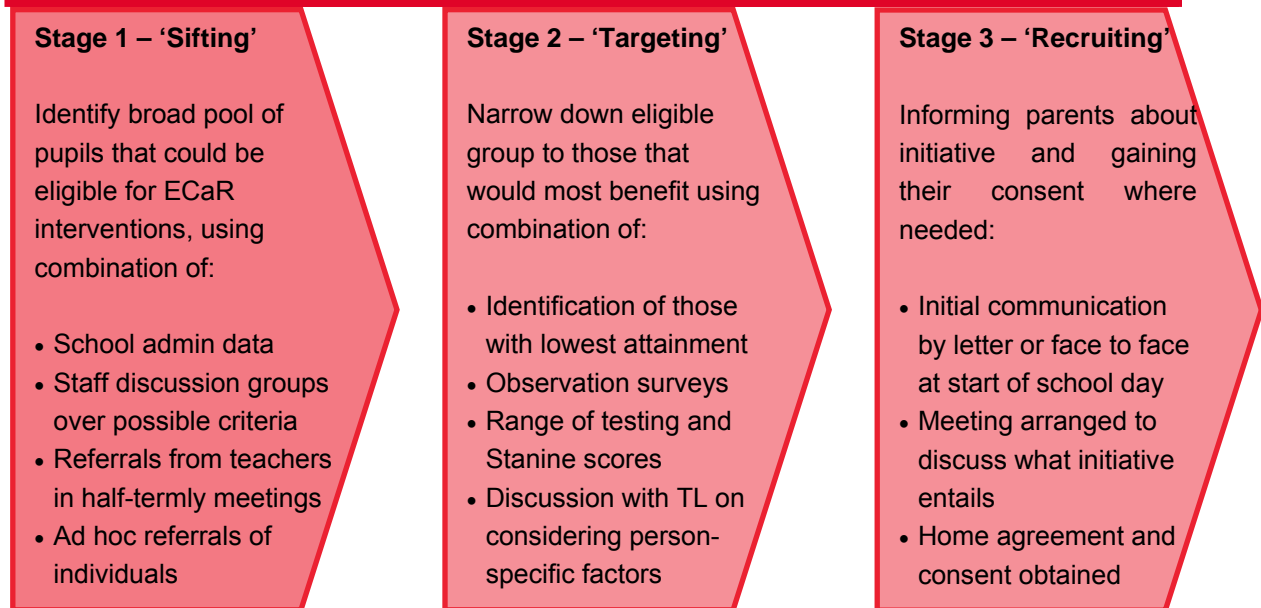 Stage 1 – ‘Sifting’
Identify broad pool of
pupils that could be
eligible for ECaR
interventions, using
combination of:
• School admin data
• Staff discussion groups
over possible criteria
• Referrals from teachers
in half-termly meetings
• Ad hoc referrals of
individuals
Stage 2 – ‘Targeting’
Narrow down eligible
group to those that
would most benefit using
combination of:
• Identification of those
with lowest attainment
• Observation surveys
• Range of testing and
Stanine scores
• Discussion with TL on
considering person-
specific factors
Stage 3 – ‘Recruiting’
Informing parents about
initiative and gaining
their consent where
needed:
• Initial communication
by letter or face to face
at start of school day
• Meeting arranged to
discuss what initiative
entails
• Home agreement and
consent obtained